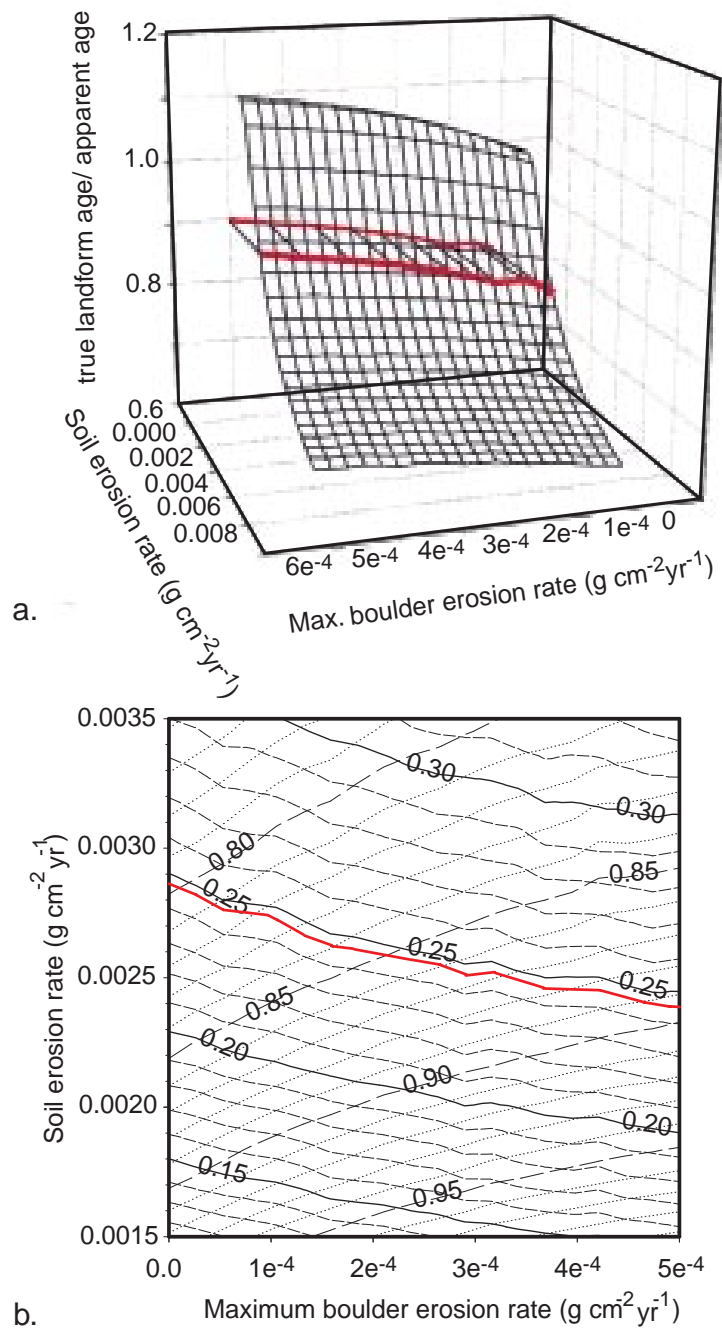 1.2
1.0
0.8
0.6
true landform age/ apparent age
0.000
0.002
0.004
0.006
0.008
Soil erosion rate (g cm-2yr-1)
6e-4
5e-4
4e-4
3e-4
2e-4
1e-4
0
Max. boulder erosion rate (g cm-2yr-1)
a.
0.0035
0.0030
0.0025
0.0020
0.0015
Soil erosion rate (g cm-2 yr-1)
0.30
0.30
0.80
0.85
0.25
0.25
0.25
0.85
0.20
0.90
0.20
0.15
0.95
0.0
1e-4
2e-4
3e-4
4e-4
5e-4
Maximum boulder erosion rate (g cm-2 yr-1)
b.